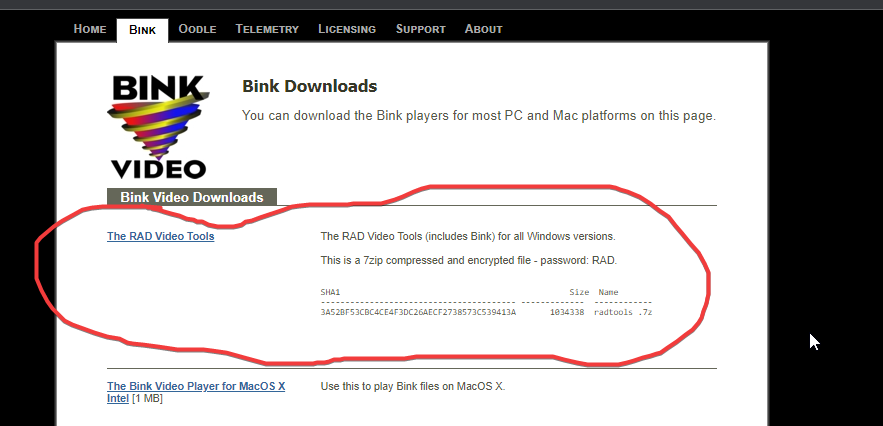 Home Bink Oodle Telemetry Licensing Support About
BINK
VIDEO
Bink Downloads
You can download the Bink players for most PC and Mac platforms on this page.
Bink Video Downloads
The RAD Video Tools
The RAD Video Tools (includes Bink) for all Windows versions.
This is a 7zip compressed and encrypted file - password: RAD.
SHA1 Size Name
--------------------------------------- ------------- ------------
3A52BF53CBC4CE4F3DC26AECF2738573C539413A 1034338 radtools .7z
The Bink Video Player for MacOS X
Intel [1 MB]
Use this to play Bink files on MacOS X.